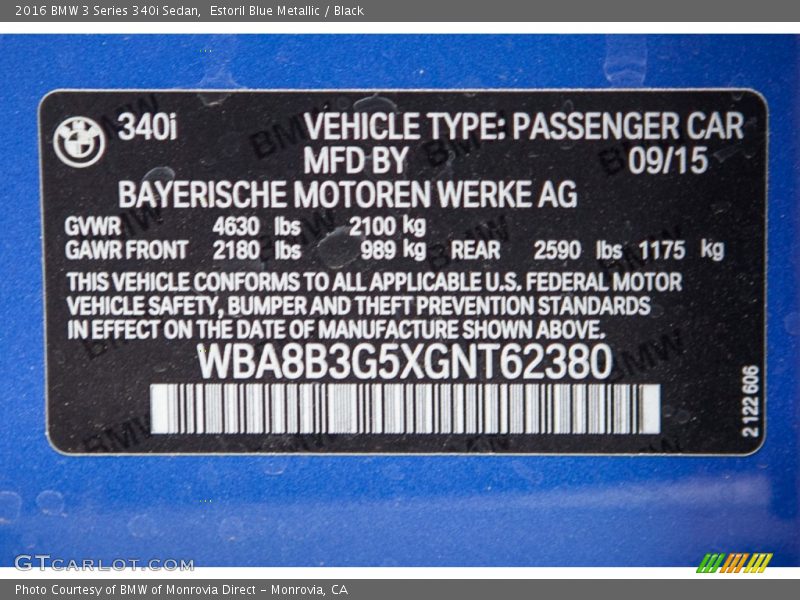 2016 BMW 3 Series 340i Sedan,  Estoril Blue Metallic / Black
340i VEHICLE TYPE: PASSENGER CAR
MFD BY 09/15
BAYERISCHE MOTOREN WERKE AG
GVWR 4630 lbs 2100 kg
GAWR FRONT 2180 lbs 989 kg REAR 2590 lbs 1175 kg
THIS VEHICLE CONFORMS TO ALL APPLICABLE U.S. FEDERAL MOTOR
VEHICLE SAFETY, BUMPER AND THEFT PREVENTION STANDARDS
IN EFFECT ON THE DATE OF MANUFACTURE SHOWN ABOVE.
WBA8B3G5XGNT62380
2 122 606
GTCARLOT.COM
Photo Courtesy of BMW of Monrovia Direct - Monrovia, CA